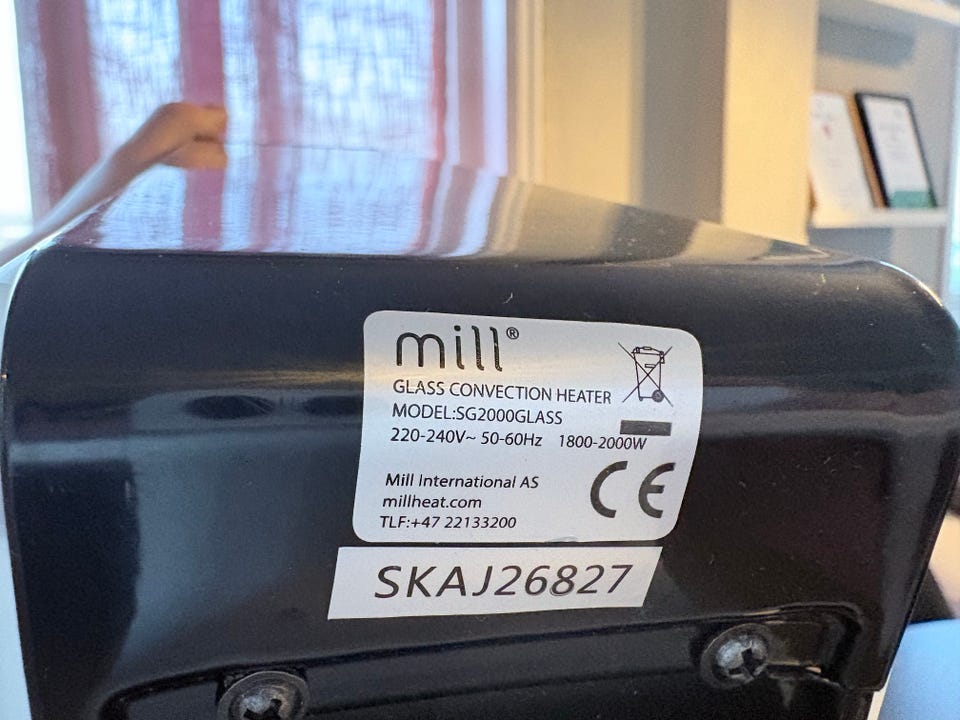 mill®
GLASS CONVECTION HEATER
MODEL:SG2000GLASS
220-240V~ 50-60Hz 1800-2000W
CE
Mill International AS
millheat.com
TLF:+47 22133200
SKAJ26827